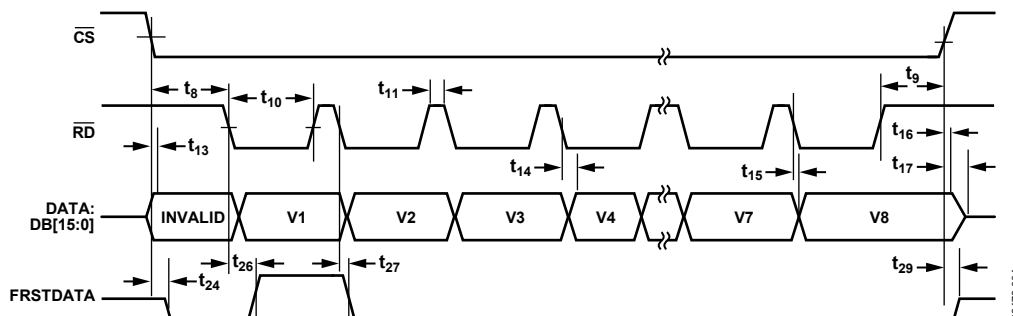 CS
t8
t10
t11
t9
RD
t13
t14
t15
t16
t17
DATA:
DB[15:0]
INVALID
V1
V2
V3
V4
V7
V8
t24
t26
t27
t29
FRSTDATA